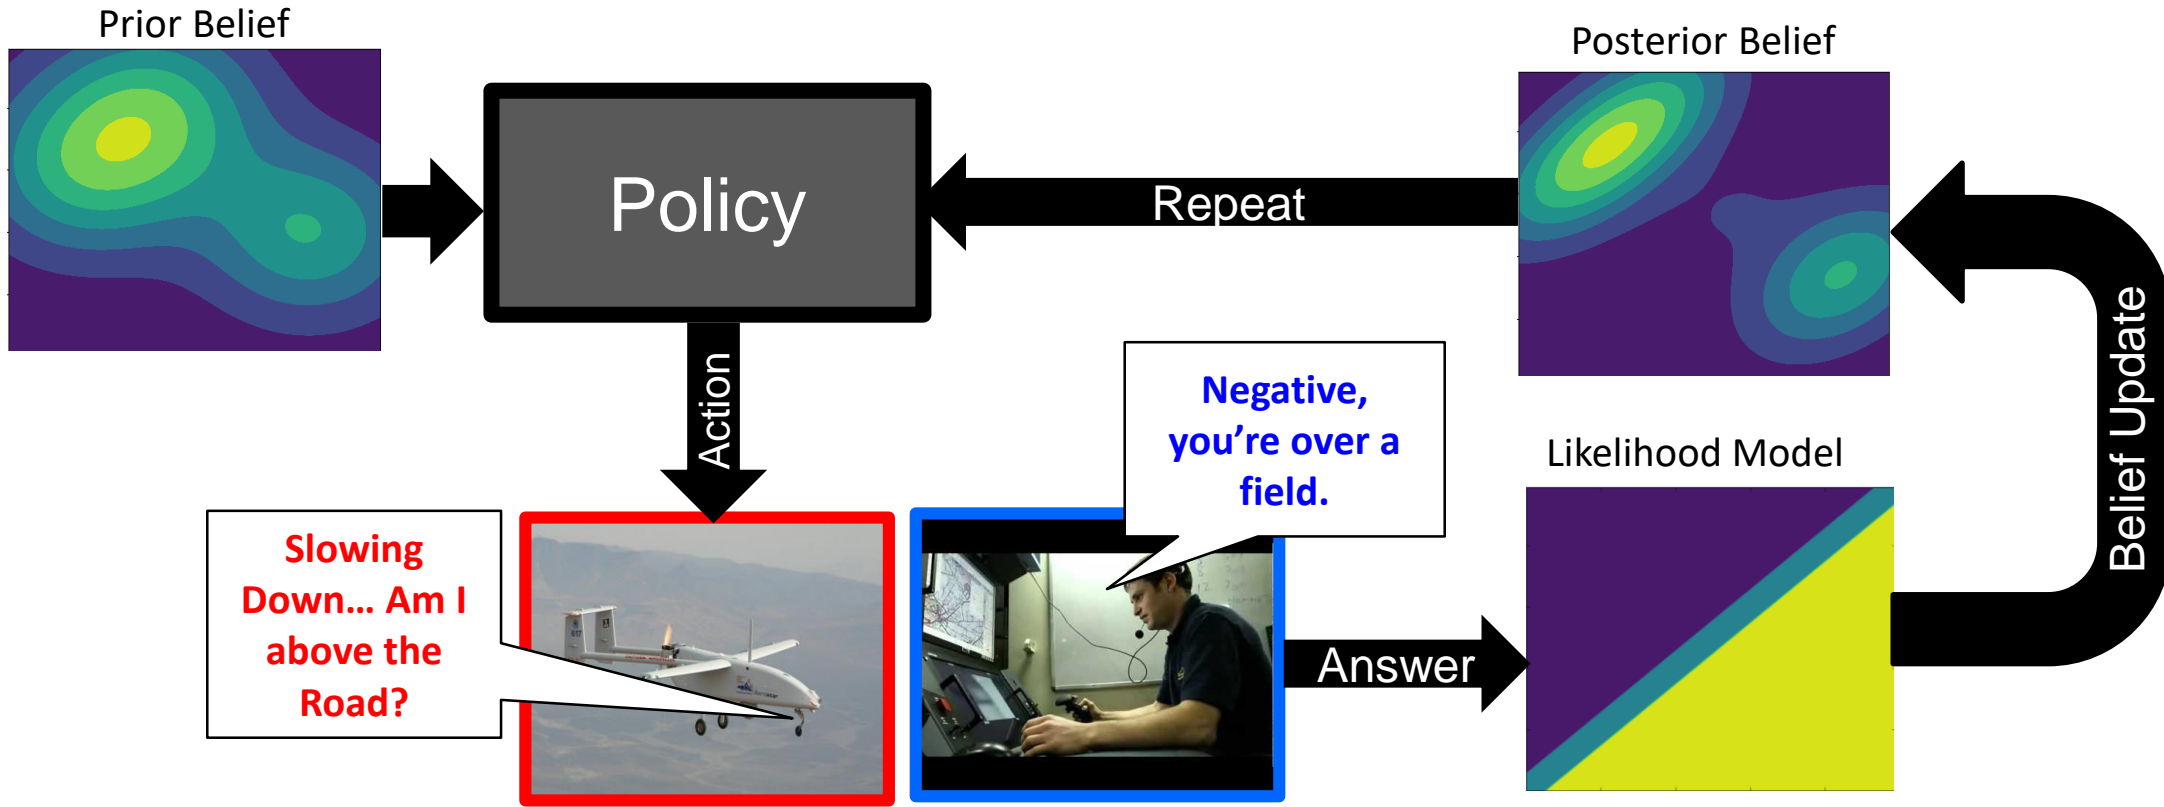 Prior Belief
Posterior Belief
Policy
Repeat
Action
Belief Update
Negative,
you're over a
field.
Likelihood Model
Slowing
Down... Am I
above the
Road?
617
Answer